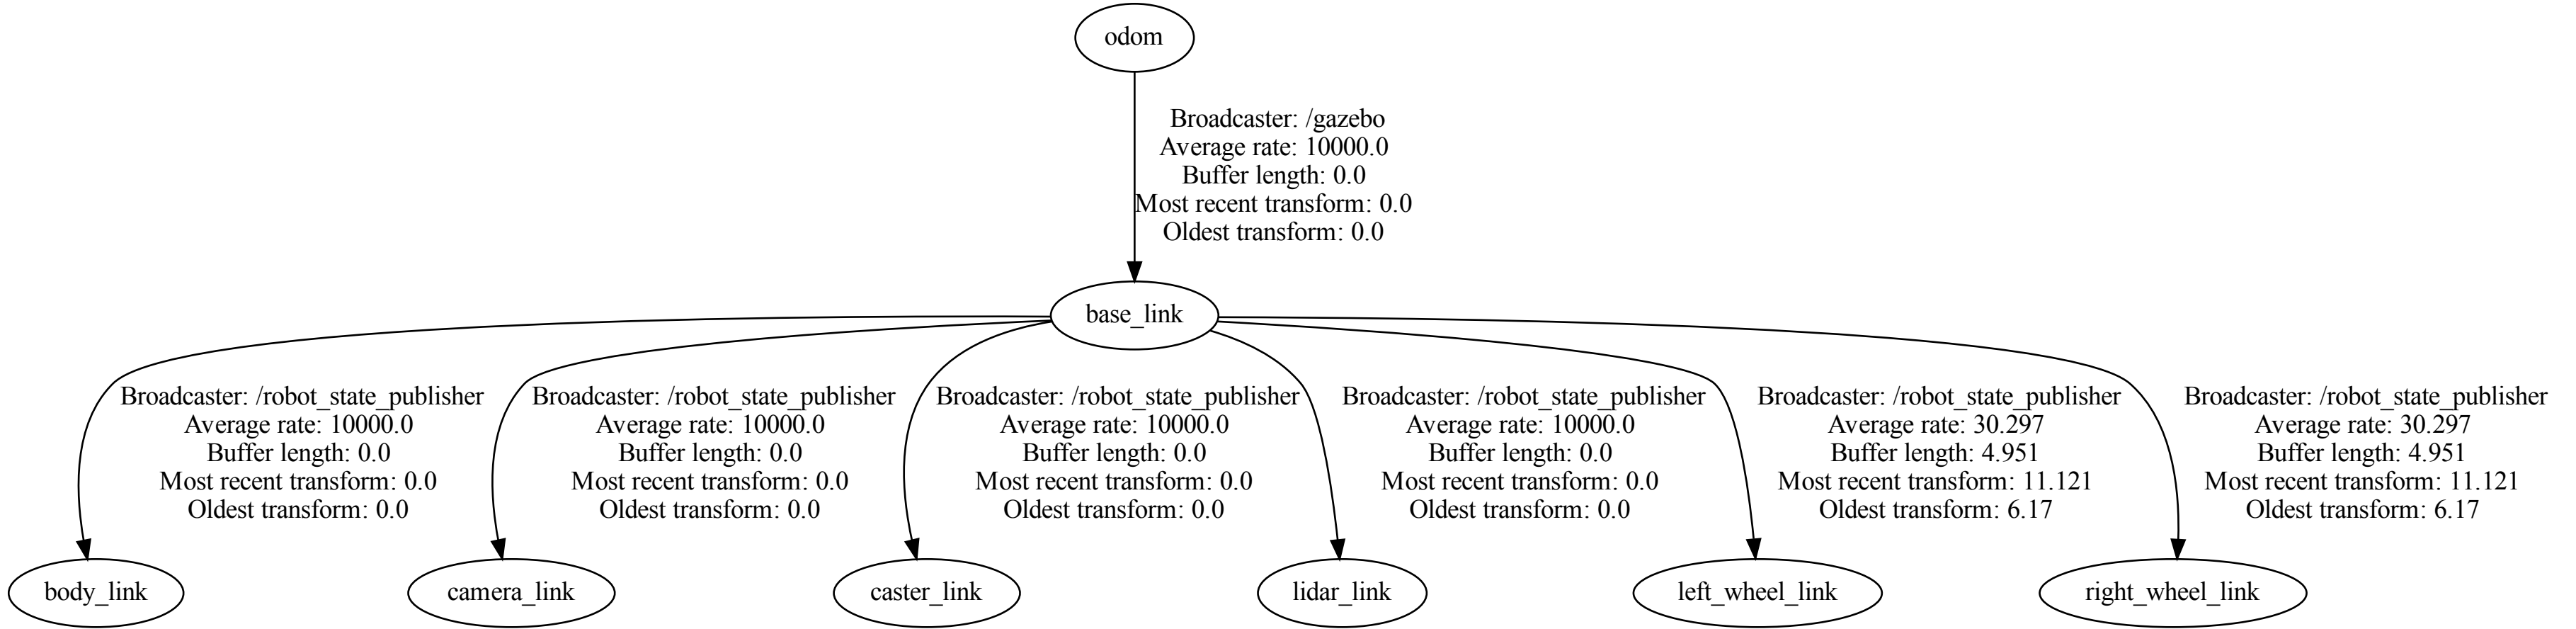 odom
Broadcaster: /gazebo
Average rate: 10000.0
Buffer length: 0.0
Most recent transform: 0.0
Oldest transform: 0.0
base_link
Broadcaster: /robot_state_publisher
Average rate: 10000.0
Buffer length: 0.0
Most recent transform: 0.0
Oldest transform: 0.0
Broadcaster: /robot_state_publisher
Average rate: 10000.0
Buffer length: 0.0
Most recent transform: 0.0
Oldest transform: 0.0
Broadcaster: /robot_state_publisher
Average rate: 10000.0
Buffer length: 0.0
Most recent transform: 0.0
Oldest transform: 0.0
Broadcaster: /robot_state_publisher
Average rate: 10000.0
Buffer length: 0.0
Most recent transform: 0.0
Oldest transform: 0.0
Broadcaster: /robot_state_publisher
Average rate: 30.297
Buffer length: 4.951
Most recent transform: 11.121
Oldest transform: 6.17
Broadcaster: /robot_state_publisher
Average rate: 30.297
Buffer length: 4.951
Most recent transform: 11.121
Oldest transform: 6.17
body_link
camera_link
caster_link
lidar_link
left_wheel_link
right_wheel_link